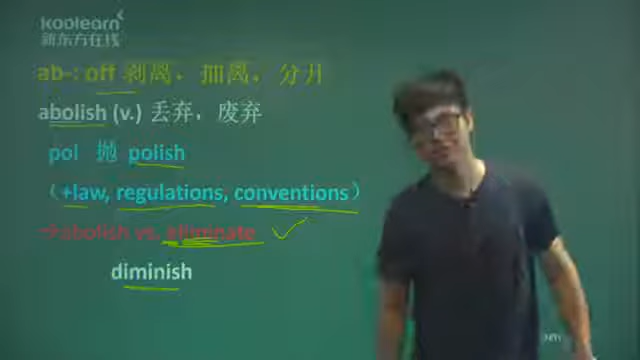 koolearn
新东方在线
ab-: off 剥离，抽离，分开
abolish (v.) 丢弃，废弃
pol 抛 polish
（+law, regulations, conventions）
→abolish vs. eliminate
diminish